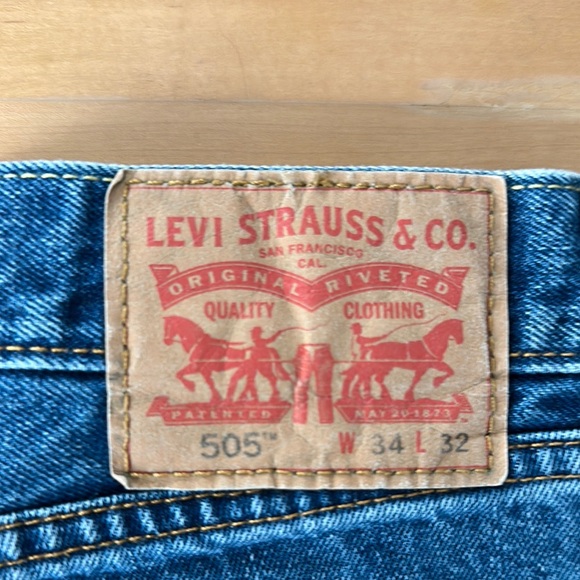 LEVI STRAUSS & CO.
SAN FRANCISCO
CAL.
ORIGINAL RIVETED
QUALITY CLOTHING
PATENTED MAY 20 1873
505™ W 34 L 32